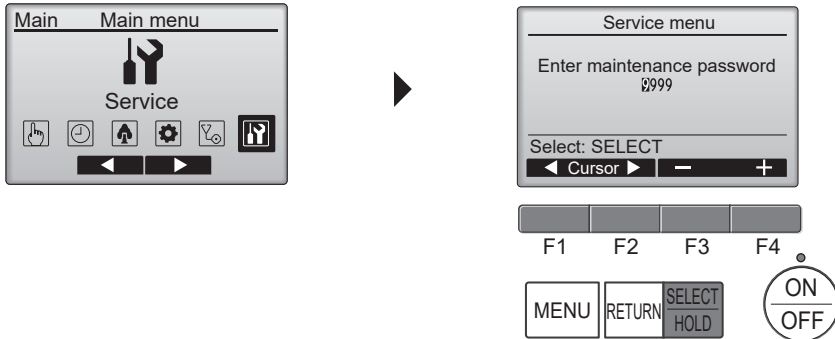 Main Main menu
Service
Service menu
Enter maintenance password
9999
Select: SELECT
Cursor − +
F1 F2 F3 F4
MENU RETURN SELECT
HOLD
ON
OFF